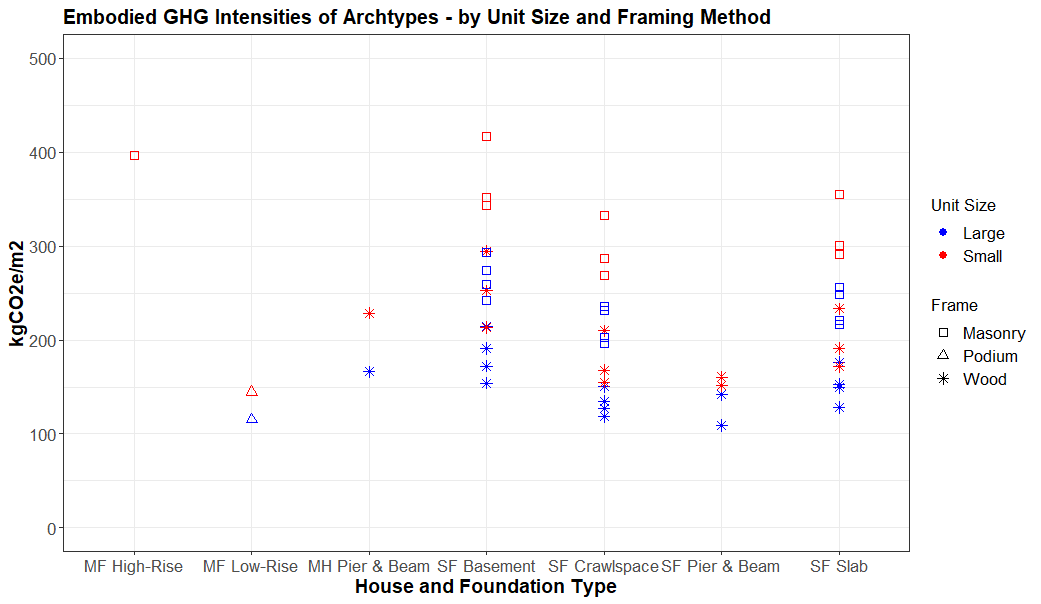 Embodied GHG Intensities of Archtypes - by Unit Size and Framing Method
kgCO2e/m2
500
400
300
200
100
0
MF High-Rise
MF Low-Rise
MH Pier & Beam
SF Basement
SF Crawlspace
SF Pier & Beam
SF Slab
House and Foundation Type
Unit Size
Large
Small
Frame
Masonry
Podium
Wood